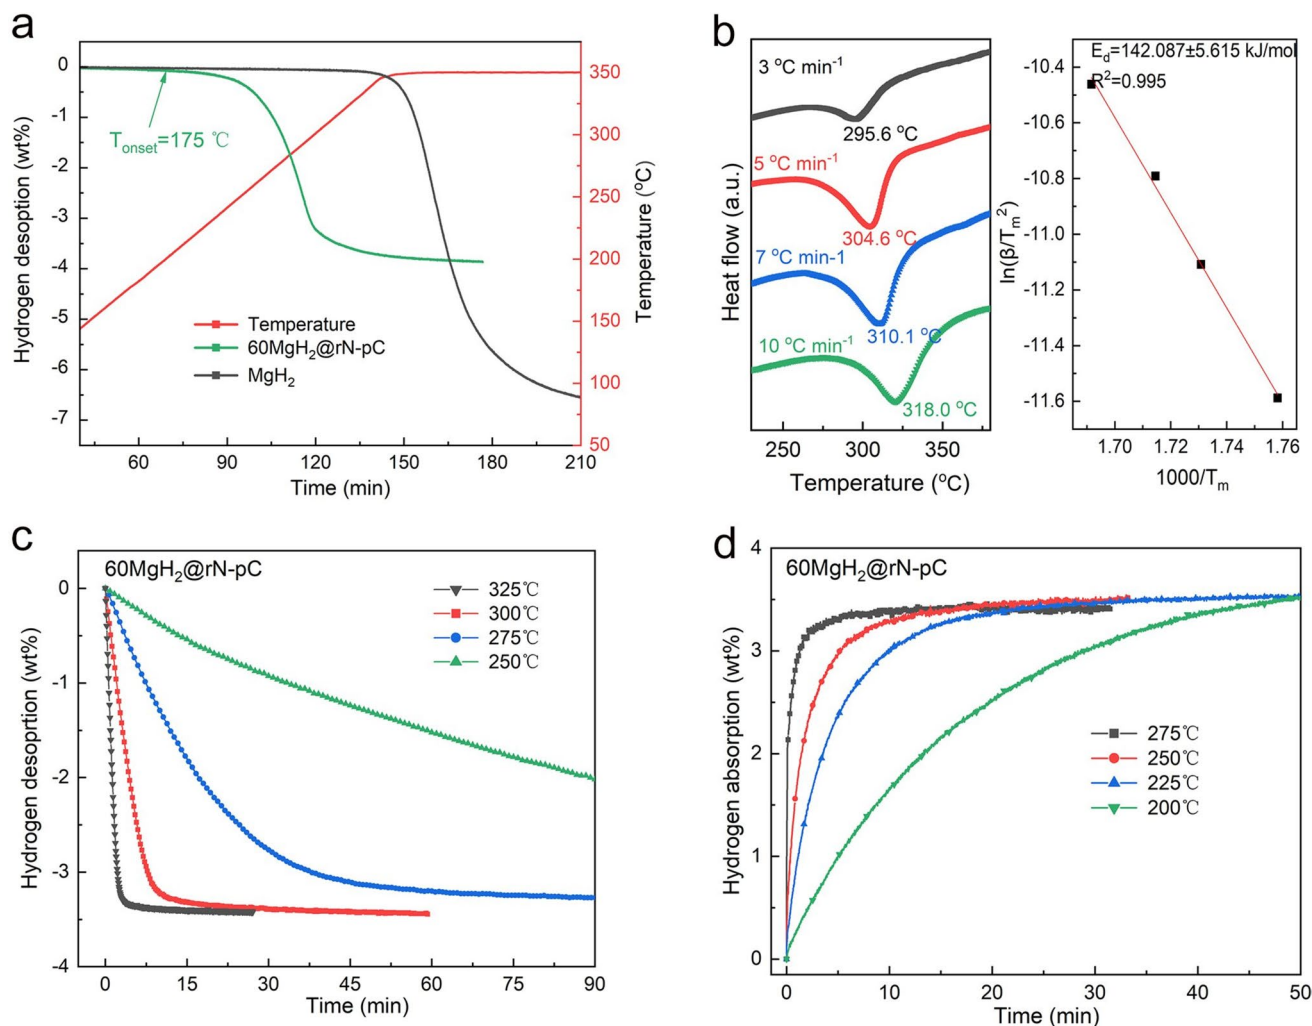 a
Hydrogen desoption (wt%)
0
-1
-2
-3
-4
-5
-6
-7
Tonset=175 ℃
Temperature
60MgH2@rN-pC
MgH2
60
90
120
150
180
210
Time (min)
350
300
250
200
150
100
50
Temperature (°C)
b
Heat flow (a.u.)
3 °C min-1
295.6 °C
5 °C min-1
304.6 °C
7 °C min-1
310.1 °C
10 °C min-1
318.0 °C
250
300
350
Temperature (°C)
Ed=142.087±5.615 kJ/mol
R2=0.995
ln(β/Tm2)
-10.4
-10.6
-10.8
-11.0
-11.2
-11.4
-11.6
1.70
1.72
1.74
1.76
1000/Tm
c
60MgH2@rN-pC
Hydrogen desoprtion (wt%)
0
-1
-2
-3
-4
325℃
300℃
275℃
250℃
0
15
30
45
60
75
90
Time (min)
d
60MgH2@rN-pC
Hydrogen absorption (wt%)
4
3
2
1
0
275℃
250℃
225℃
200℃
0
10
20
30
40
50
Time (min)